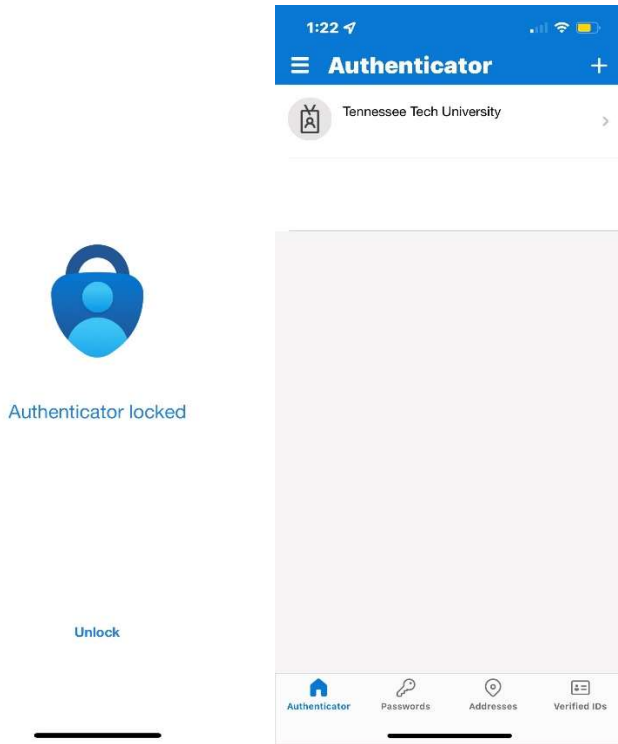 Authenticator locked
Unlock
1:22
Authenticator
Tennessee Tech University
Authenticator
Passwords
Addresses
Verified IDs